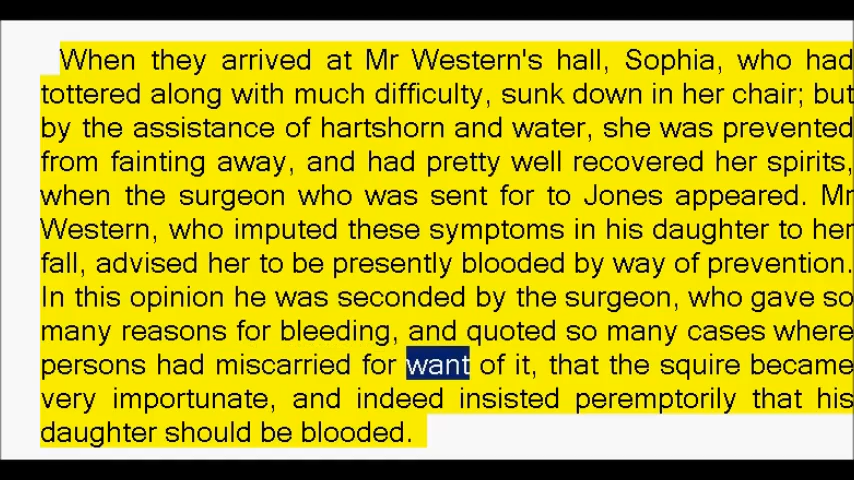 When they arrived at Mr Western's hall, Sophia, who had
tottered along with much difficulty, sunk down in her chair; but
by the assistance of hartshorn and water, she was prevented
from fainting away, and had pretty well recovered her spirits,
when the surgeon who was sent for to Jones appeared. Mr
Western, who imputed these symptoms in his daughter to her
fall, advised her to be presently blooded by way of prevention.
In this opinion he was seconded by the surgeon, who gave so
many reasons for bleeding, and quoted so many cases where
persons had miscarried for want of it, that the squire became
very importunate, and indeed insisted peremptorily that his
daughter should be blooded.